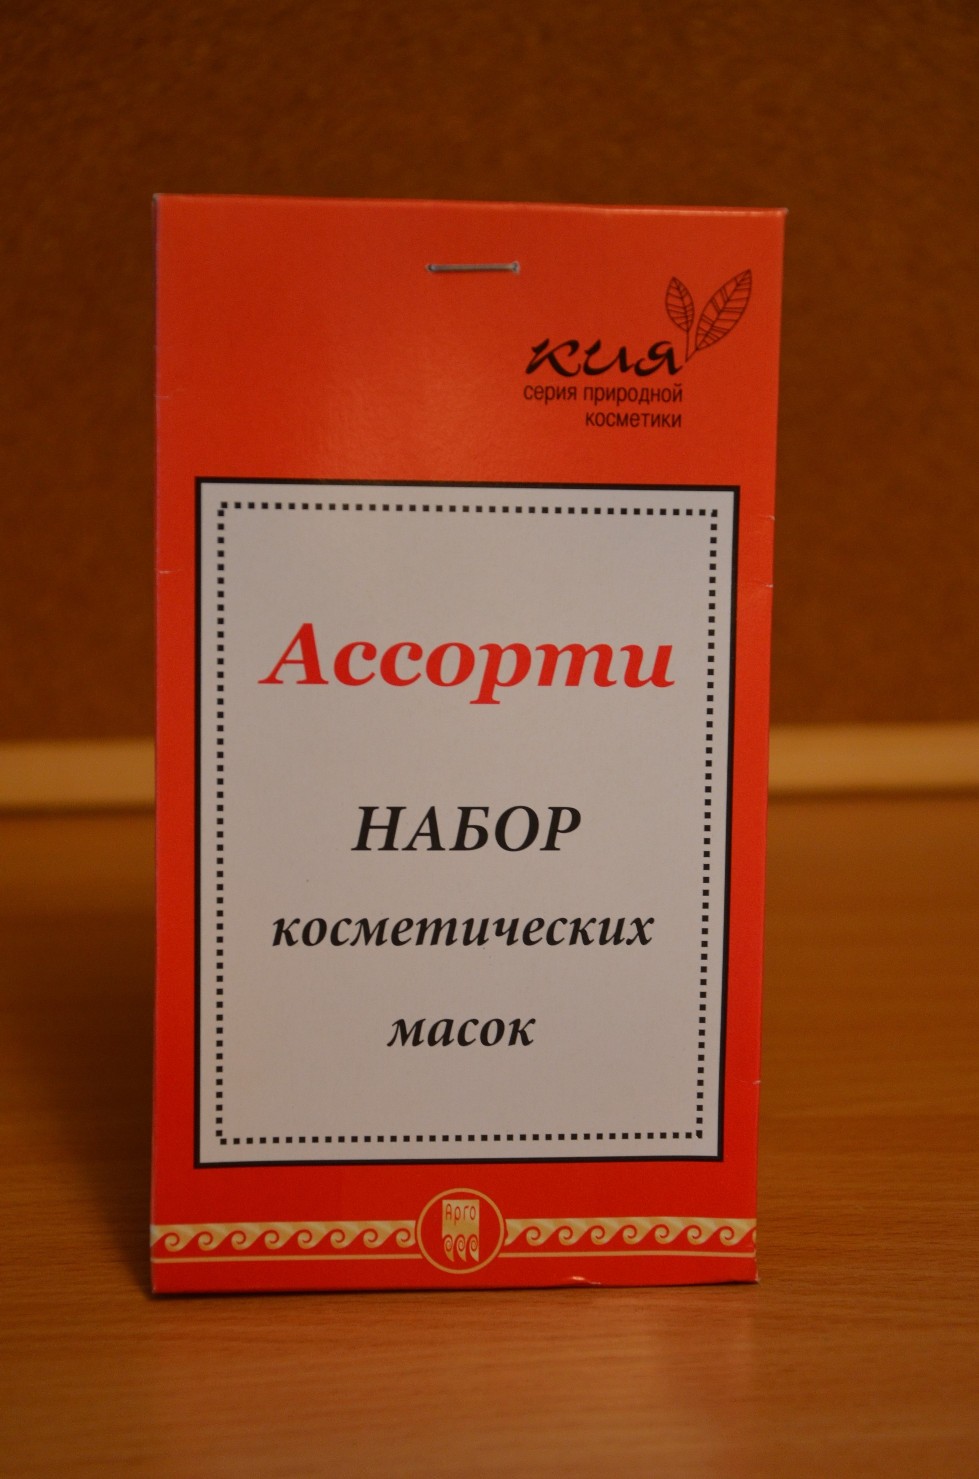 кия
серия природной
косметики
Ассорти
НАБОР
косметических
масок
Арго